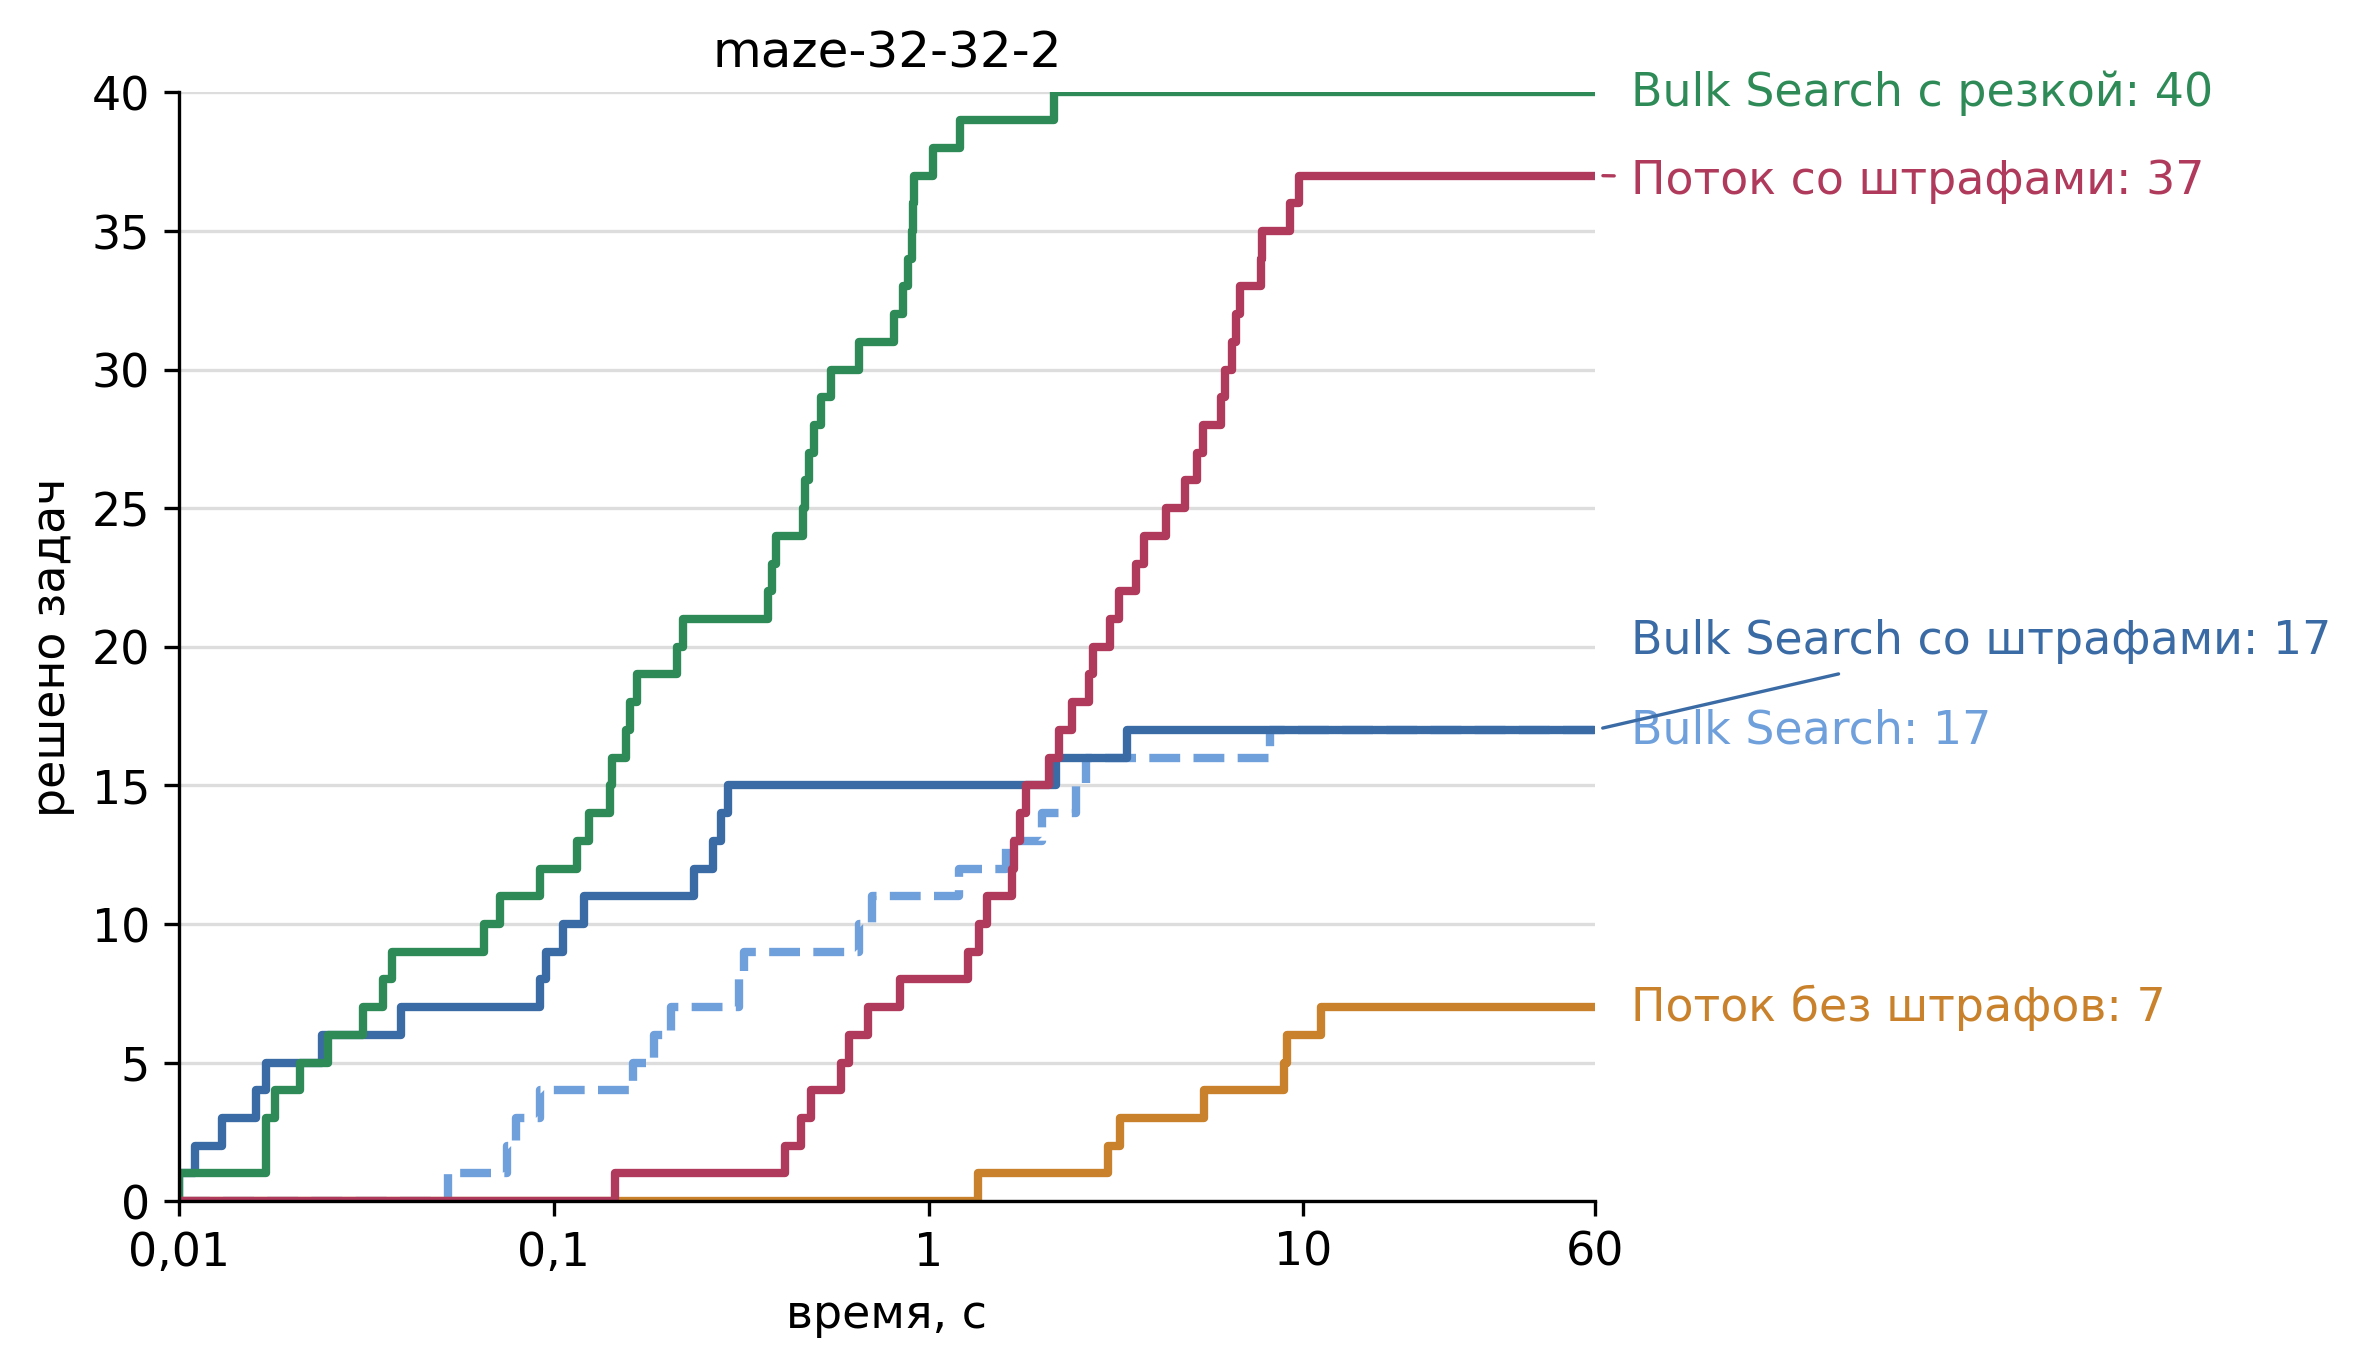 maze-32-32-2
40
35
30
25
20
15
10
5
0
решено задач
0,01
0,1
1
10
60
время, с
Bulk Search с резкой: 40
Поток со штрафами: 37
Bulk Search со штрафами: 17
Bulk Search: 17
Поток без штрафов: 7